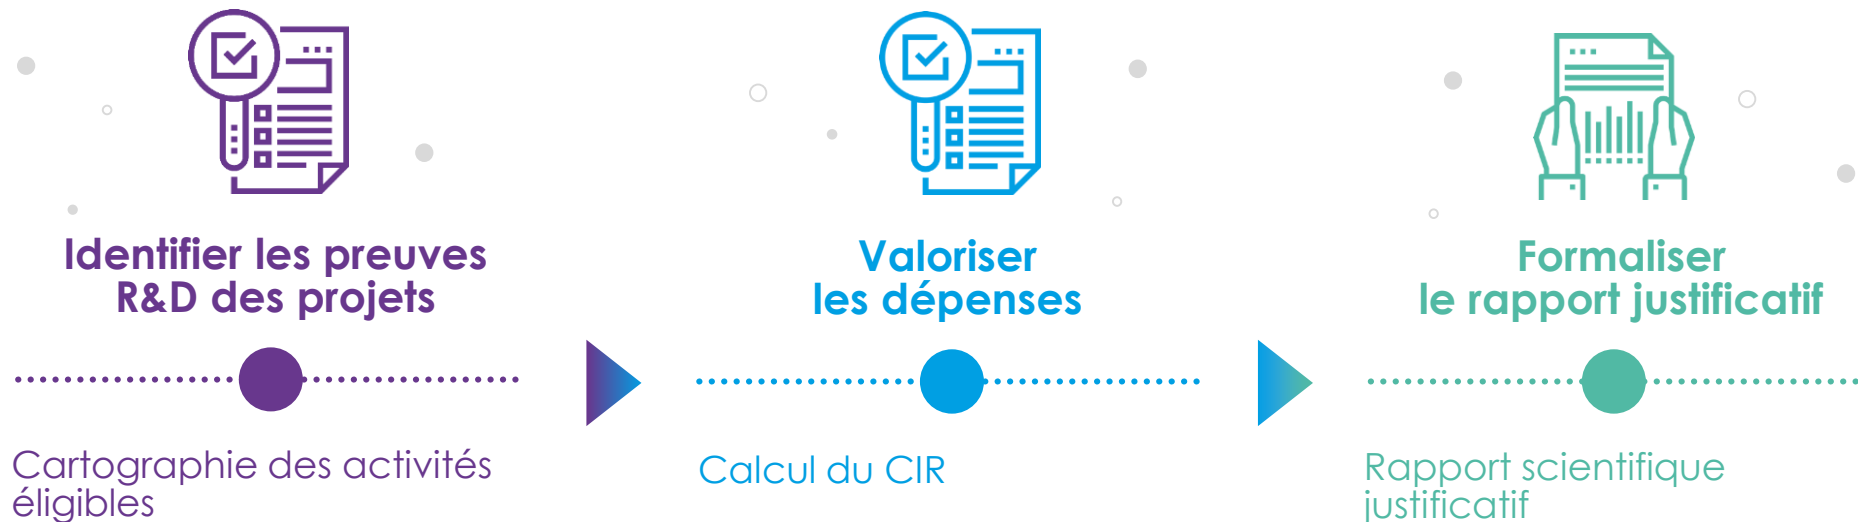 Identifier les preuves
R&D des projets
Valoriser
les dépenses
Formaliser
le rapport justificatif
Cartographie des activités
éligibles
Calcul du CIR
Rapport scientifique
justificatif